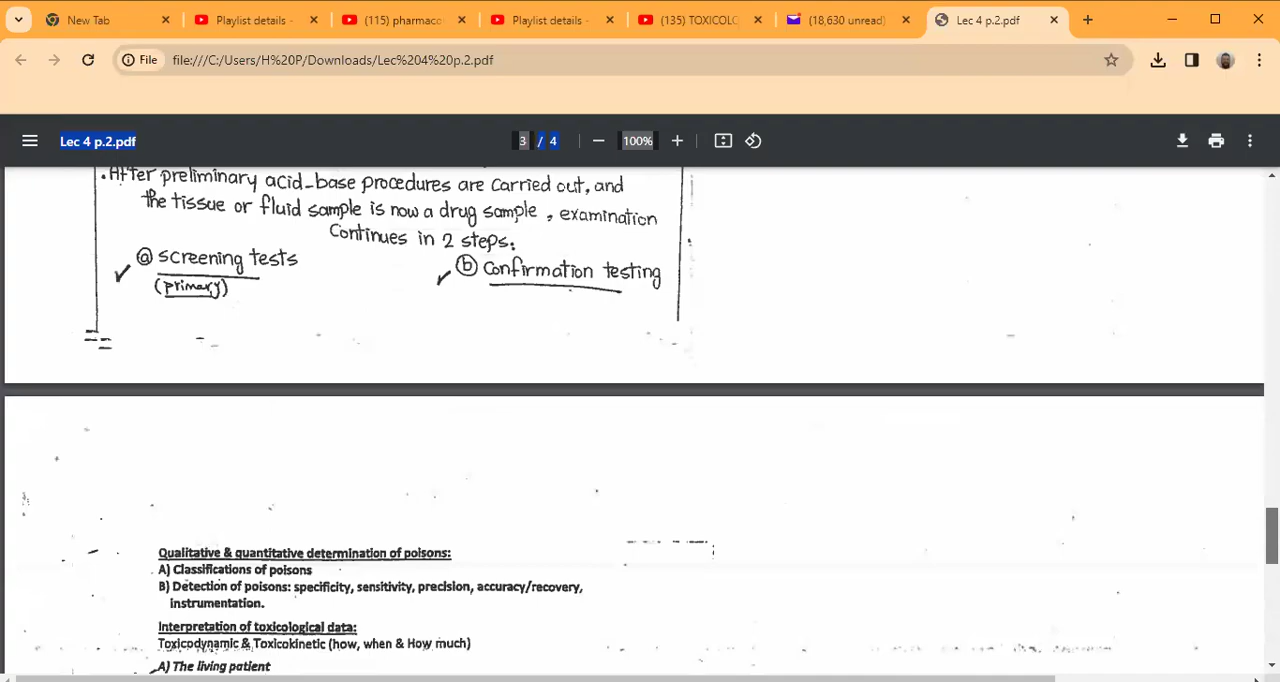 New Tab
Playlist details -
(115) pharmaco
Playlist details -
(135) TOXICOLC
(18,630 unread)
Lec 4 p.2.pdf
File
file:///C:/Users/H%20P/Downloads/Lec%204%20p.2.pdf
Lec 4 p.2.pdf
3 / 4
100%
. After preliminary acid-base procedures are carried out, and
the tissue or fluid sample is now a drug sample, examination
Continues in 2 steps:
ⓐ screening tests
ⓑ Confirmation testing
(primary)
Qualitative & quantitative determination of poisons:
A) Classifications of poisons
B) Detection of poisons: specificity, sensitivity, precision, accuracy/recovery,
instrumentation.
Interpretation of toxicological data:
Toxicodynamic & Toxicokinetic (how, when & How much)
A) The living patient